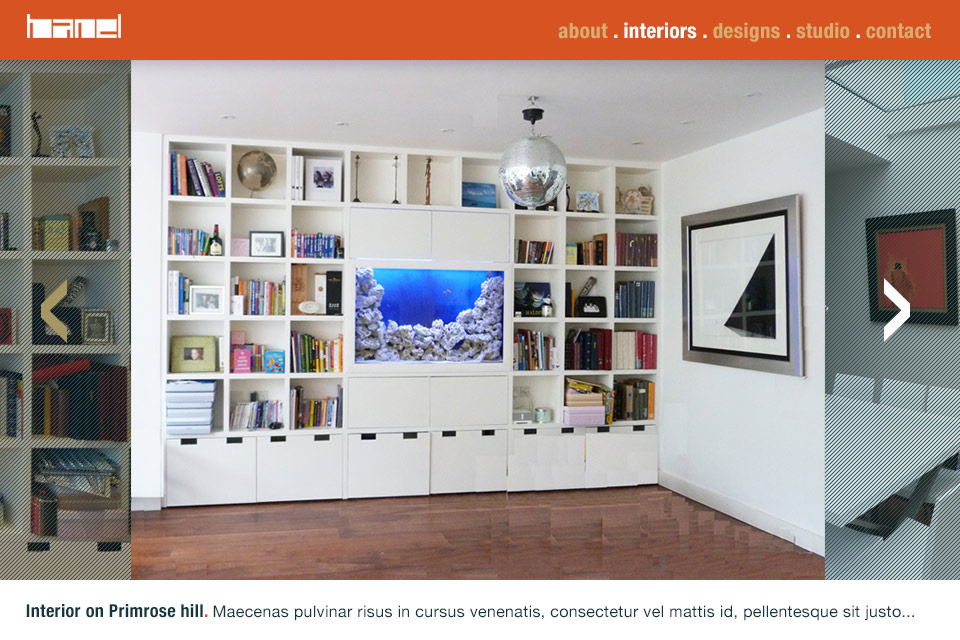 band
about . interiors . designs . studio . contact
Interior on Primrose hill. Maecenas pulvinar risus in cursus venenatis, consectetur vel mattis id, pellentesque sit justo...